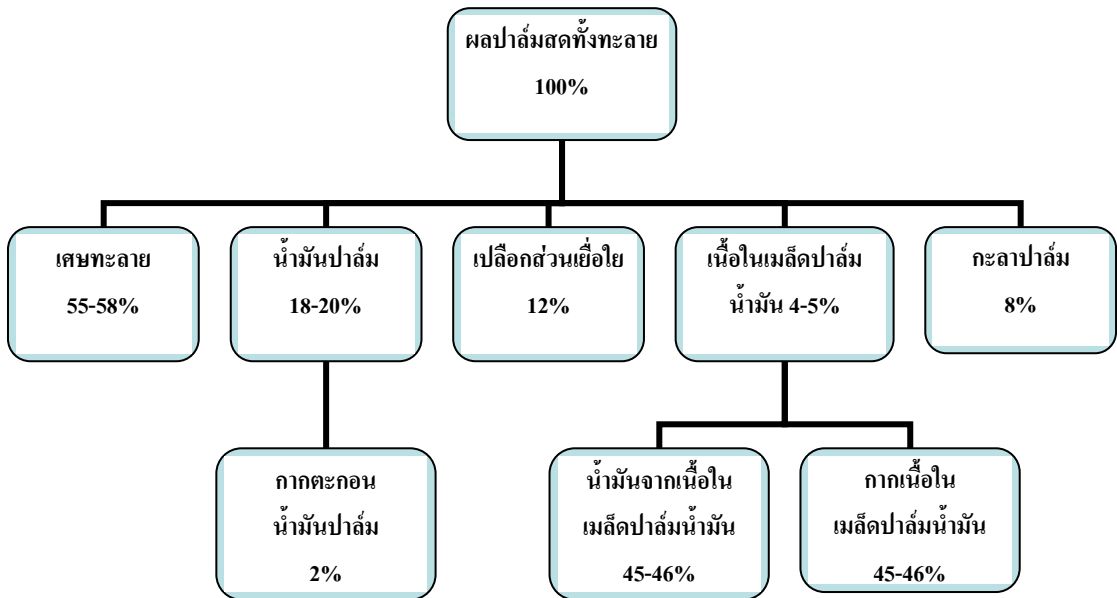 ผลปาล์มสดทั้งทะลาย
100%
เศษทะลาย
55-58%
น้ำมันปาล์ม
18-20%
เปลือกส่วนเยื่อใย
12%
เนื้อในเมล็ดปาล์ม
น้ำมัน 4-5%
กะลาปาล์ม
8%
กากตะกอน
น้ำมันปาล์ม
2%
น้ำมันจากเนื้อใน
เมล็ดปาล์มน้ำมัน
45-46%
กากเนื้อใน
เมล็ดปาล์มน้ำมัน
45-46%